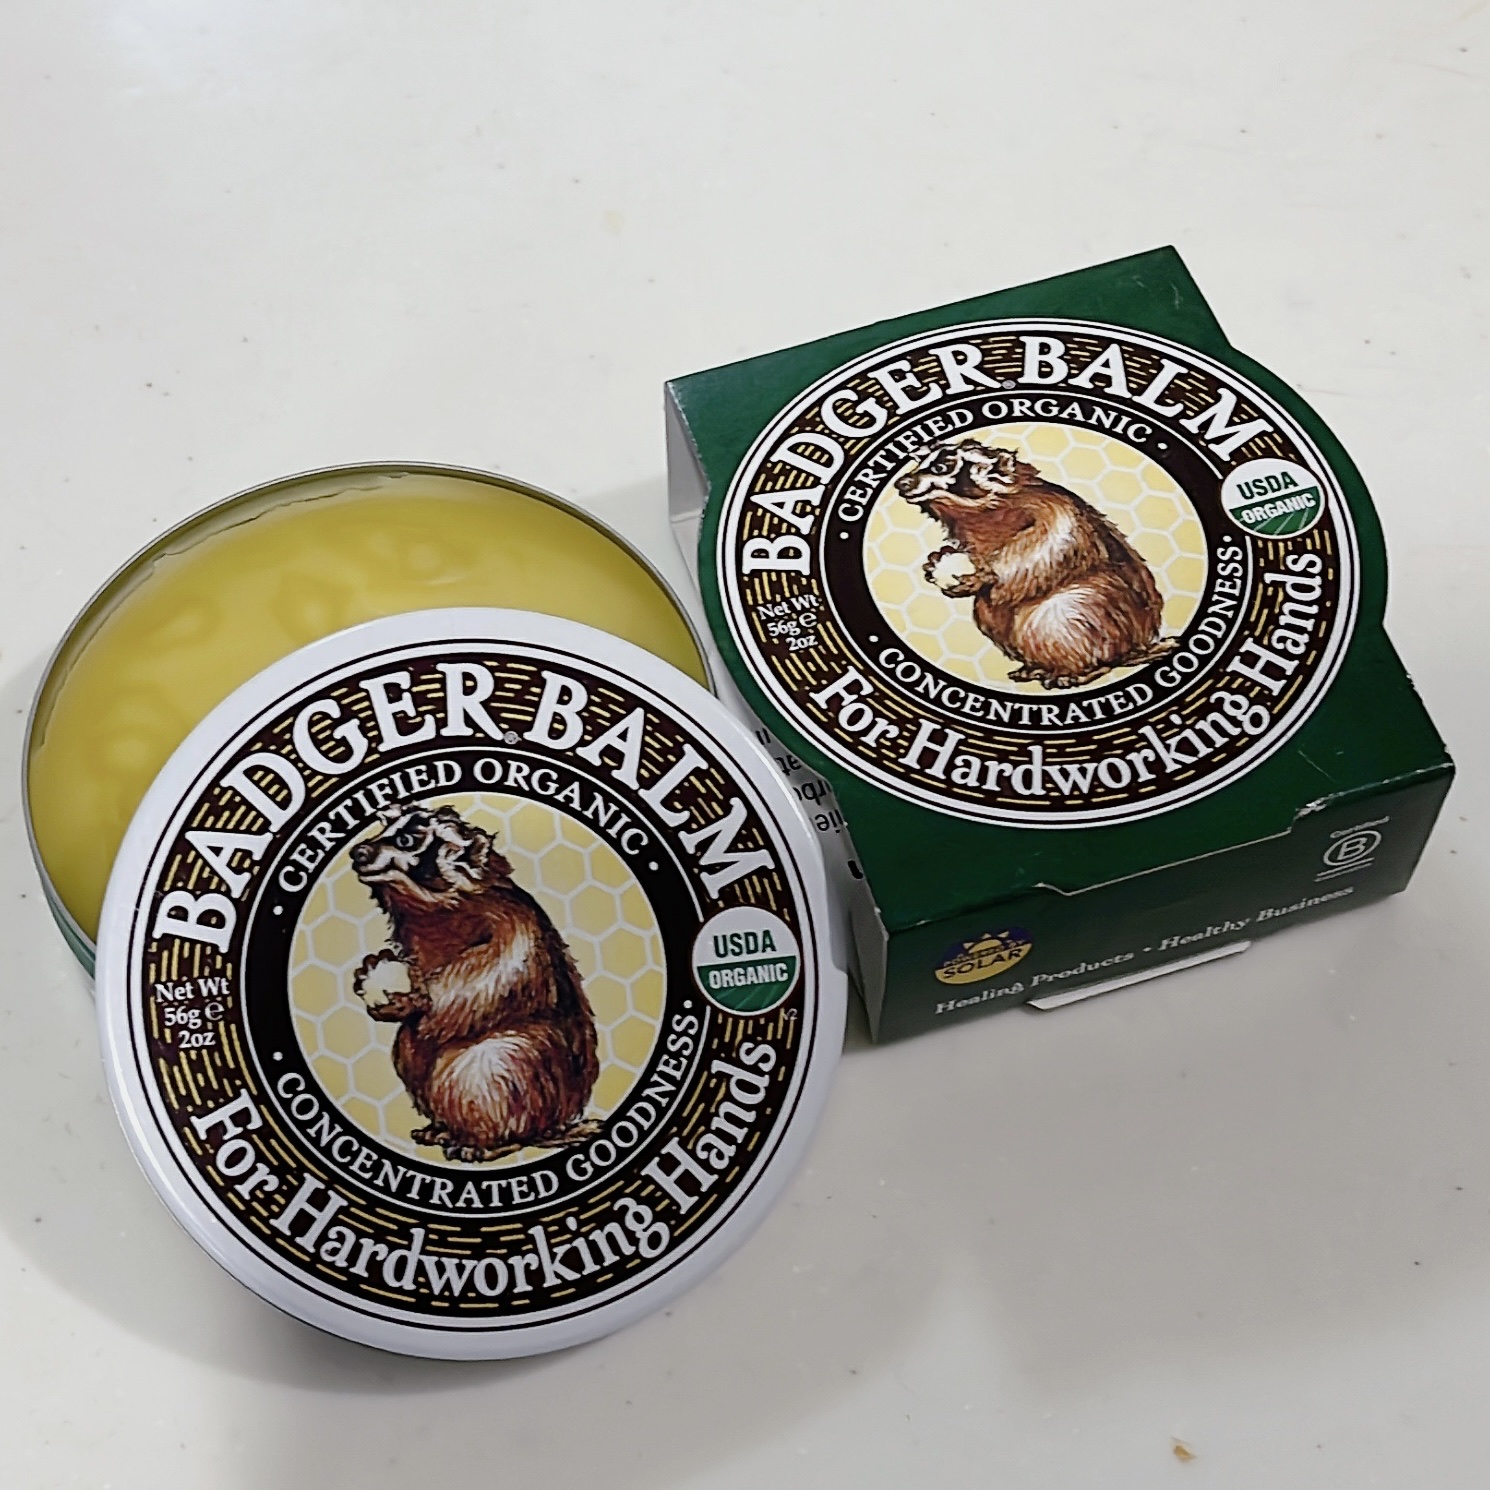 BADGER® BALM
CERTIFIED ORGANIC
USDA
ORGANIC
Net Wt
56g ℮
2oz
CONCENTRATED GOODNESS
For Hardworking Hands
BADGER® BALM
CERTIFIED ORGANIC
USDA
ORGANIC
Net Wt
56g ℮
2oz
CONCENTRATED GOODNESS
For Hardworking Hands
Certified
B
SOLAR
Healing Products • Healthy Business